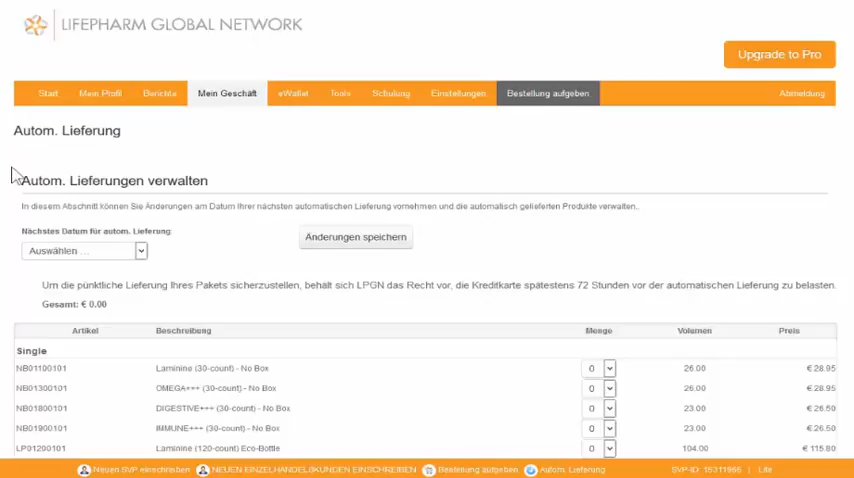 LIFEPHARM GLOBAL NETWORK
Upgrade to Pro
Start Mein Profil Berichte Mein Geschäft eWallet Tools Schulung Einstellungen Bestellung aufgeben Abmeldung
Autom. Lieferung
Autom. Lieferungen verwalten
In diesem Abschnitt können Sie Änderungen am Datum Ihrer nächsten automatischen Lieferung vornehmen und die automatisch gelieferten Produkte verwalten..
Nächstes Datum für autom. Lieferung:
Auswählen ... Änderungen speichern
Um die pünktliche Lieferung Ihres Pakets sicherzustellen, behält sich LPGN das Recht vor, die Kreditkarte spätestens 72 Stunden vor der automatischen Lieferung zu belasten.
Gesamt: € 0.00
Artikel Beschreibung Menge Volumen Preis
Single
NB01100101 Laminine (30-count) - No Box 0 26.00 € 28.95
NB01300101 OMEGA+++ (30-count) - No Box 0 26.00 € 28.95
NB01800101 DIGESTIVE+++ (30-count) - No Box 0 23.00 € 26.50
NB01900101 IMMUNE+++ (30-count) - No Box 0 23.00 € 26.50
LP01200101 Laminine (120-count) Eco-Bottle 0 104.00 € 115.80
Neuen SVP einschreiben NEUEN EINZELHANDELSKUNDEN EINSCHREIBEN Bestellung aufgeben Autom. Lieferung SVP-ID: 15311966 | Lite